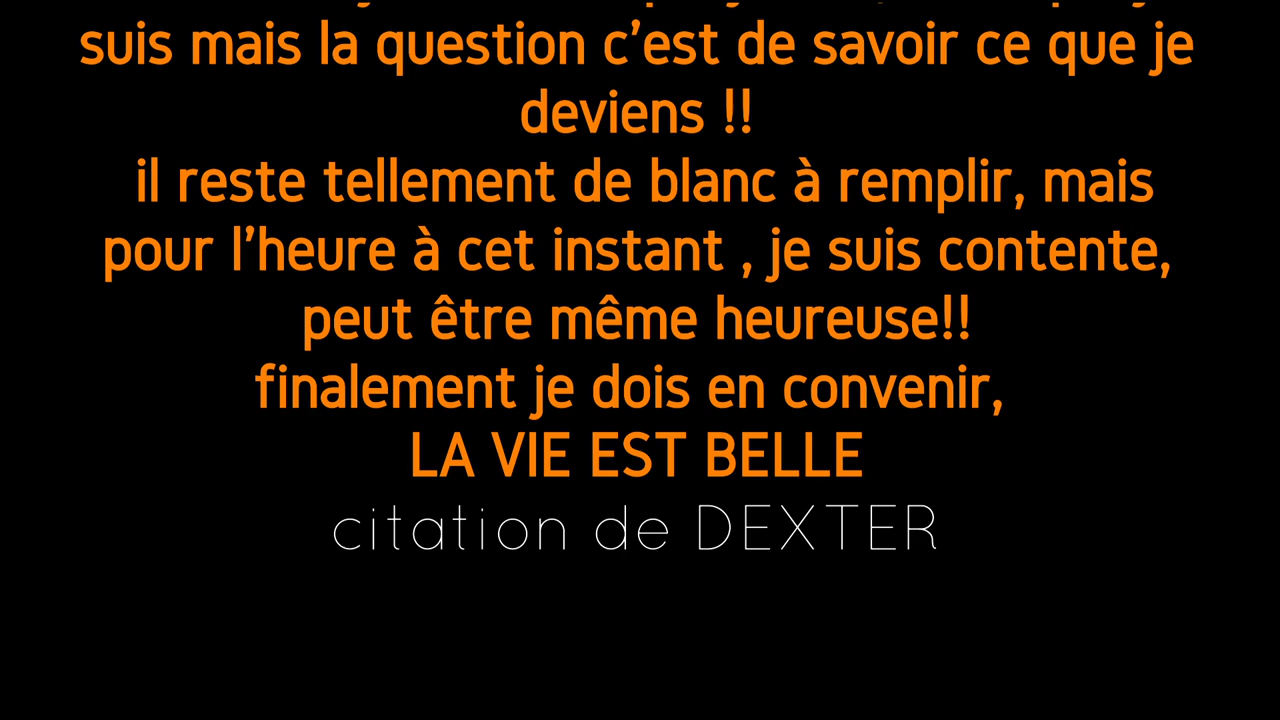 suis mais la question c'est de savoir ce que je
deviens !!
il reste tellement de blanc à remplir, mais
pour l'heure à cet instant , je suis contente,
peut être même heureuse!!
finalement je dois en convenir,
LA VIE EST BELLE
citation de DEXTER